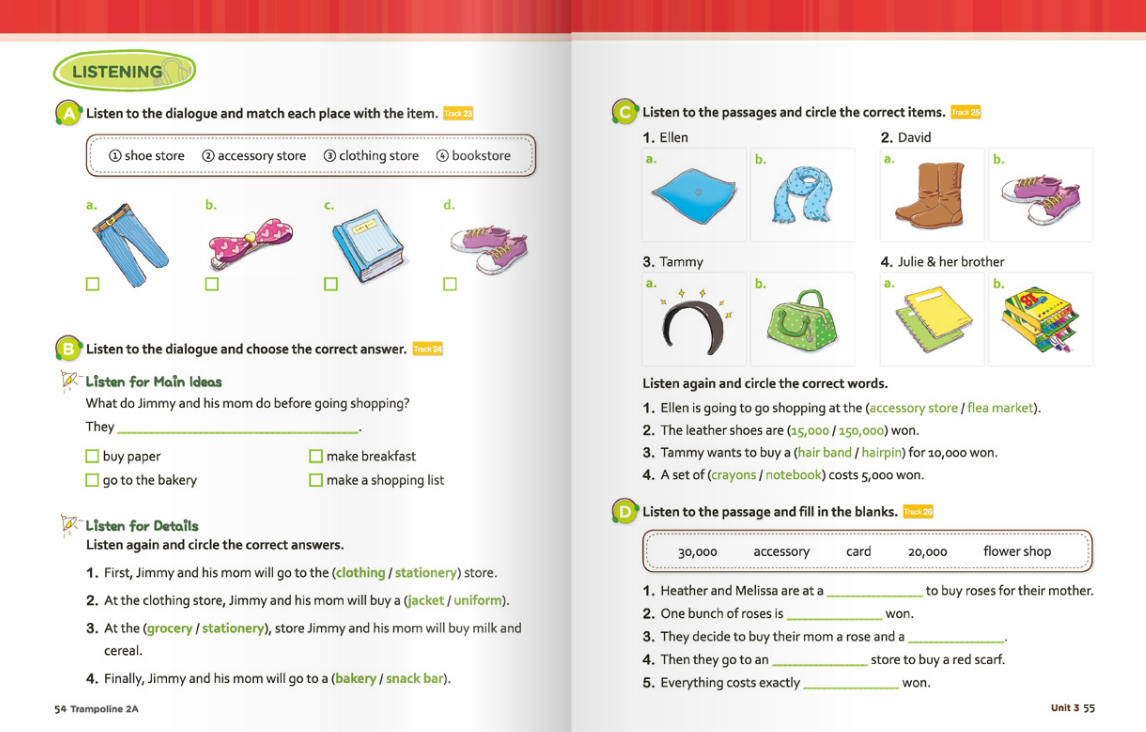 LISTENING
A Listen to the dialogue and match each place with the item. Track 23
① shoe store ② accessory store ③ clothing store ④ bookstore
a. b. c. d.
B Listen to the dialogue and choose the correct answer. Track 24
Listen for Main Ideas
What do Jimmy and his mom do before going shopping?
They ______________________________.
buy paper make breakfast
go to the bakery make a shopping list
Listen for Details
Listen again and circle the correct answers.
1. First, Jimmy and his mom will go to the (clothing / stationery) store.
2. At the clothing store, Jimmy and his mom will buy a (jacket / uniform).
3. At the (grocery / stationery), store Jimmy and his mom will buy milk and
cereal.
4. Finally, Jimmy and his mom will go to a (bakery / snack bar).
54 Trampoline 2A
C Listen to the passages and circle the correct items. Track 25
1. Ellen 2. David
a. b. a. b.
3. Tammy 4. Julie & her brother
a. b. a. b.
Listen again and circle the correct words.
1. Ellen is going to go shopping at the (accessory store / flea market).
2. The leather shoes are (15,000 / 150,000) won.
3. Tammy wants to buy a (hair band / hairpin) for 10,000 won.
4. A set of (crayons / notebook) costs 5,000 won.
D Listen to the passage and fill in the blanks. Track 26
30,000 accessory card 20,000 flower shop
1. Heather and Melissa are at a ____________ to buy roses for their mother.
2. One bunch of roses is ____________ won.
3. They decide to buy their mom a rose and a ____________.
4. Then they go to an ____________ store to buy a red scarf.
5. Everything costs exactly ____________ won.
Unit 3 55